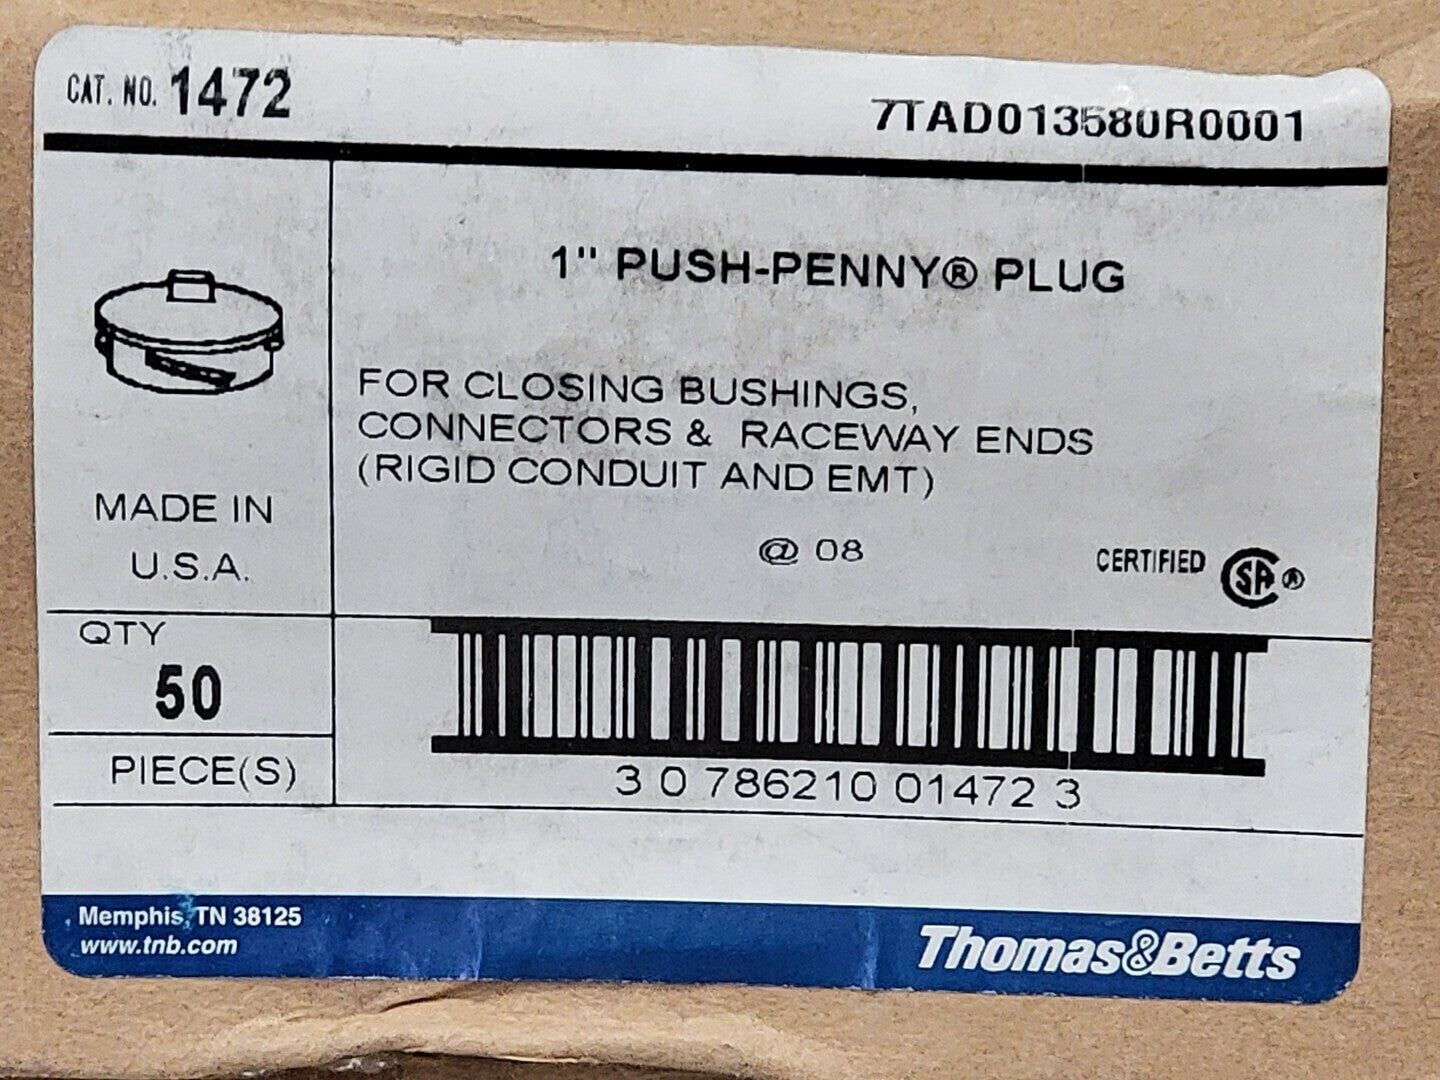 CAT. NO. 1472
7TAD013580R0001
1" PUSH-PENNY® PLUG
FOR CLOSING BUSHINGS,
CONNECTORS & RACEWAY ENDS
(RIGID CONDUIT AND EMT)
MADE IN
U.S.A.
@ 08
CERTIFIED SA ®
QTY
50
PIECE(S)
3 0 786210 01472 3
Memphis, TN 38125
www.tnb.com
Thomas&Betts